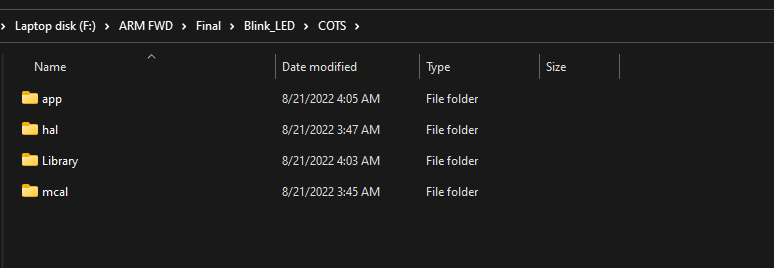 Laptop disk (F:) > ARM FWD > Final > Blink_LED > COTS >
Name Date modified Type Size
app 8/21/2022 4:05 AM File folder
hal 8/21/2022 3:47 AM File folder
Library 8/21/2022 4:03 AM File folder
mcal 8/21/2022 3:45 AM File folder